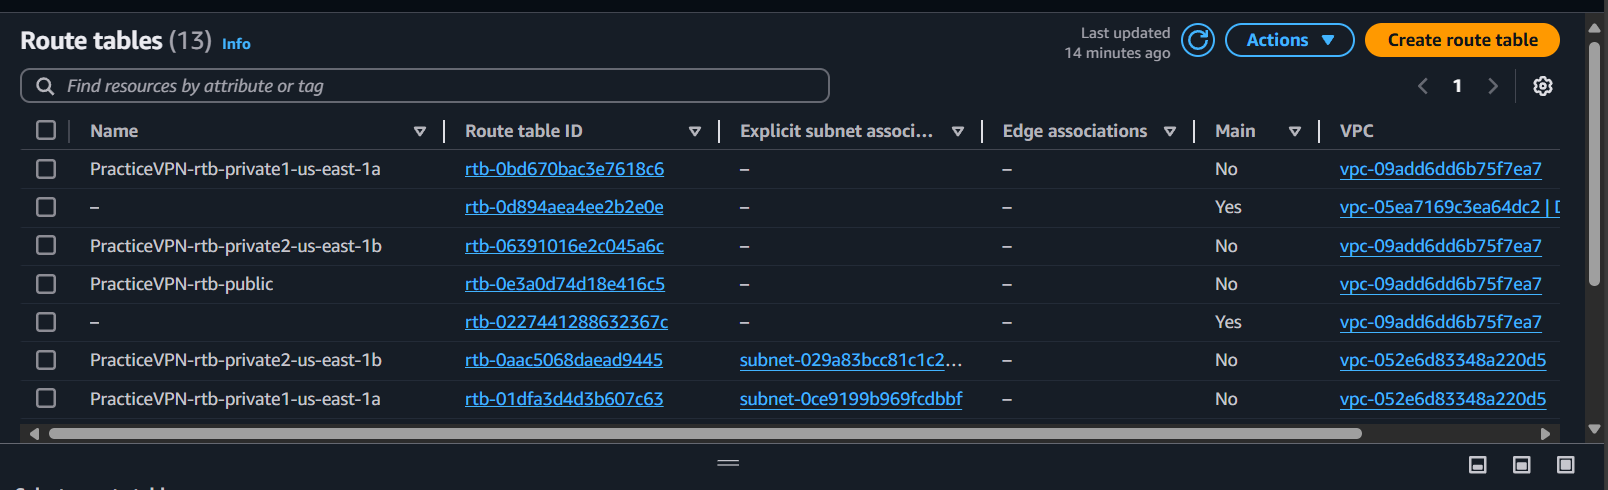 Route tables (13) Info
Last updated
14 minutes ago
Actions
Create route table
Find resources by attribute or tag
1
Name Route table ID Explicit subnet associ... Edge associations Main VPC
PracticeVPN-rtb-private1-us-east-1a rtb-0bd670bac3e7618c6 – – No vpc-09add6dd6b75f7ea7
– rtb-0d894aea4ee2b2e0e – – Yes vpc-05ea7169c3ea64dc2 | D
PracticeVPN-rtb-private2-us-east-1b rtb-06391016e2c045a6c – – No vpc-09add6dd6b75f7ea7
PracticeVPN-rtb-public rtb-0e3a0d74d18e416c5 – – No vpc-09add6dd6b75f7ea7
– rtb-0227441288632367c – – Yes vpc-09add6dd6b75f7ea7
PracticeVPN-rtb-private2-us-east-1b rtb-0aac5068daead9445 subnet-029a83bcc81c1c2... – No vpc-052e6d83348a220d5
PracticeVPN-rtb-private1-us-east-1a rtb-01dfa3d4d3b607c63 subnet-0ce9199b969fcdbbf – No vpc-052e6d83348a220d5